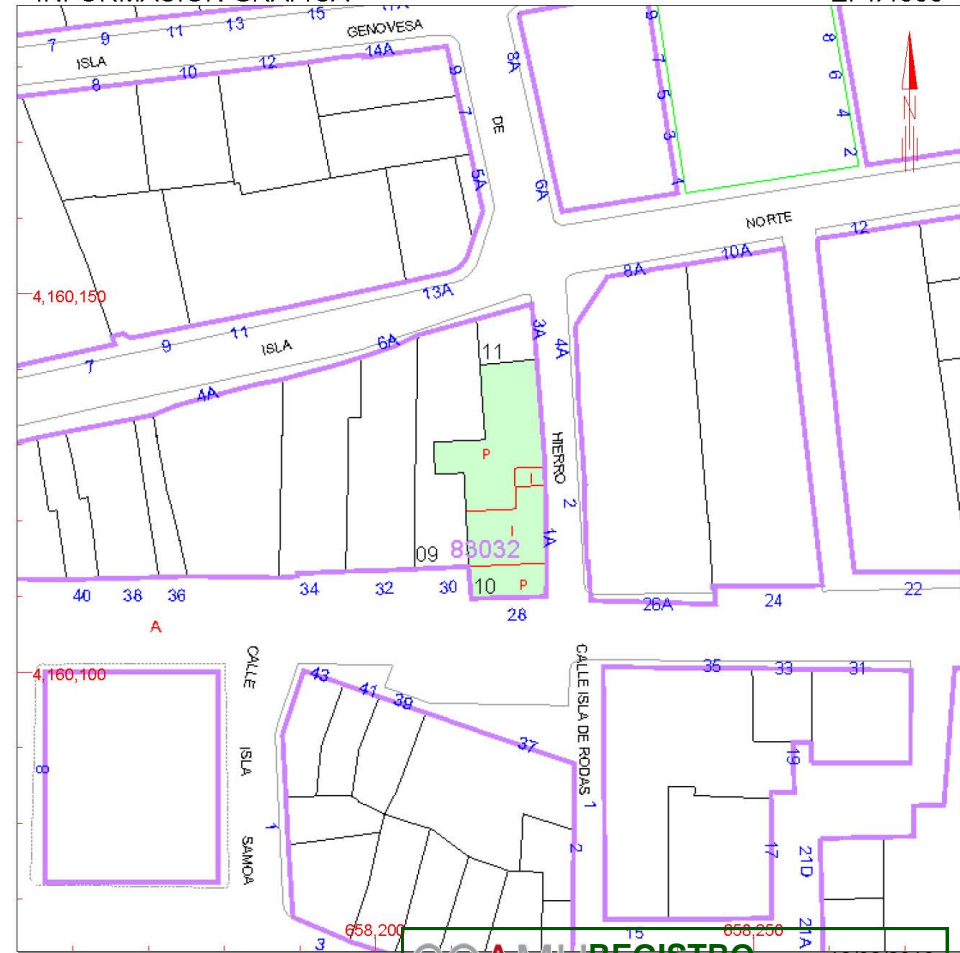 7 9 11 13 15
ISLA GENOVESA
8 10 12 14A
9
7
5A
DE
8A
6A
9
7
5
3
1
8
6
4
2
N
NORTE
8A 10A 12
4,160,150
7 9 11 13A
ISLA
4A 6A
11
3A
4A
HIERRO
P
I
2
I
1A
09 83032
10 P
40 38 36 34 32 30 28 26A 24 22
A
CALLE
ISLA
SAMOA
4,160,100
8
43 41 39 37
CALLE ISLA DE RODAS
35 33 31
1
1
2
19
17
21D
21A
3
658,200
658,250
15
REGISTRO